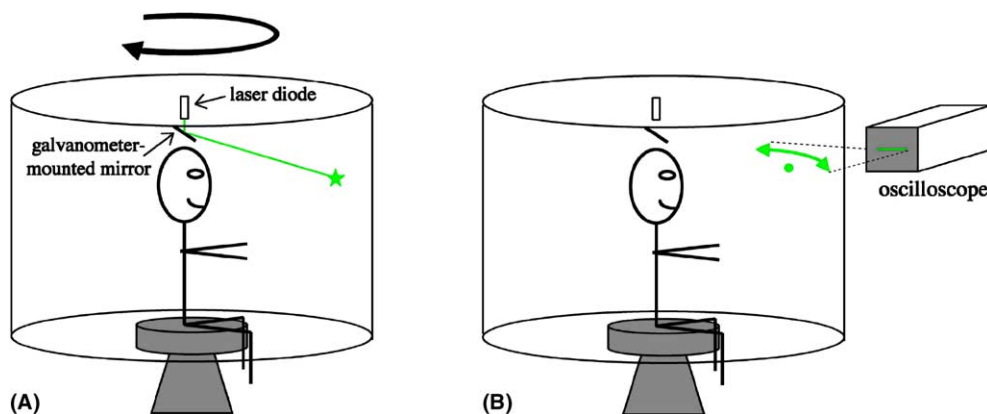 laser diode
galvanometer-
mounted mirror
oscilloscope
(A)
(B)